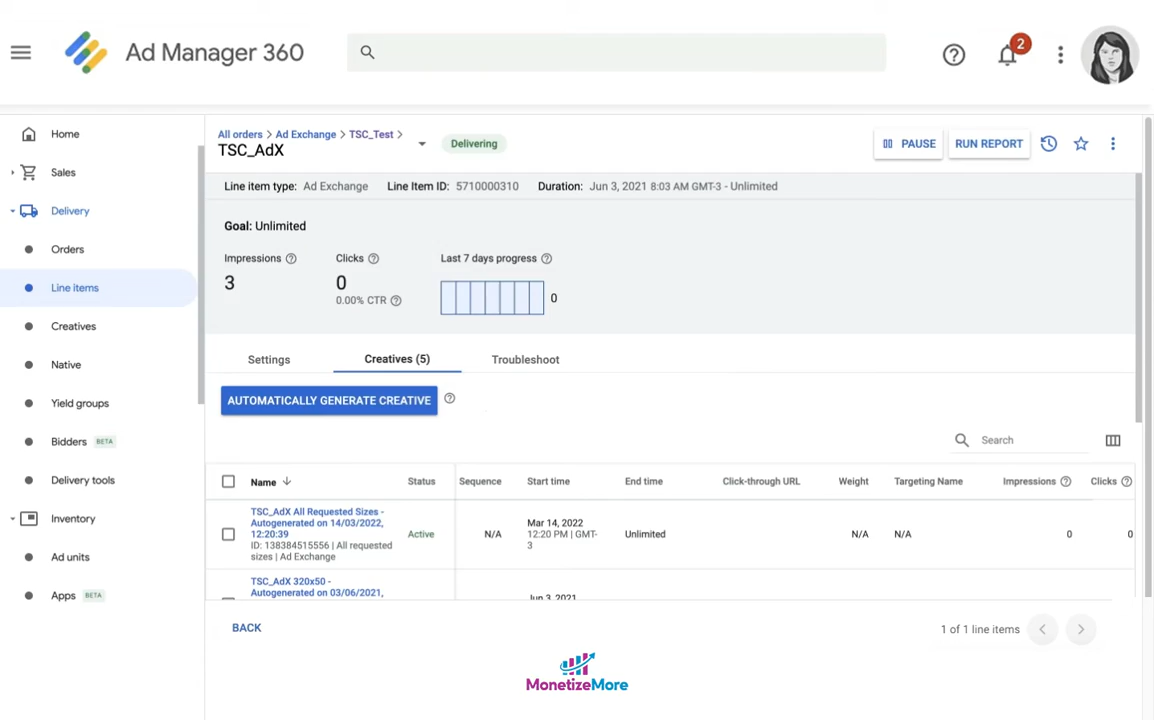 Ad Manager 360
2
Home
Sales
Delivery
Orders
Line items
Creatives
Native
Yield groups
Bidders BETA
Delivery tools
Inventory
Ad units
Apps BETA
All orders > Ad Exchange > TSC_Test >
TSC_AdX
Delivering
PAUSE
RUN REPORT
Line item type: Ad Exchange Line Item ID: 5710000310 Duration: Jun 3, 2021 8:03 AM GMT-3 - Unlimited
Goal: Unlimited
Impressions Clicks Last 7 days progress
3 0 0
0.00% CTR
Settings Creatives (5) Troubleshoot
AUTOMATICALLY GENERATE CREATIVE
Search
Name Status Sequence Start time End time Click-through URL Weight Targeting Name Impressions Clicks
TSC_AdX All Requested Sizes -
Autogenerated on 14/03/2022,
12:20:39
ID: 138384515556 | All requested
sizes | Ad Exchange
Active
N/A
Mar 14, 2022
12:20 PM | GMT-
3
Unlimited
N/A
N/A
0
0
TSC_AdX 320x50 -
Autogenerated on 03/06/2021,
Jun 3, 2021
BACK
1 of 1 line items
MonetizeMore